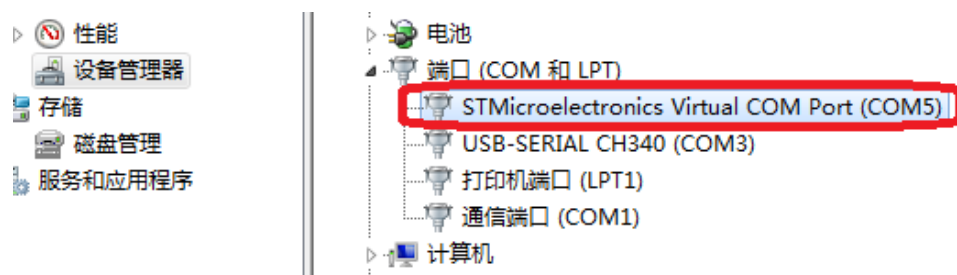 性能
设备管理器
存储
磁盘管理
服务和应用程序
电池
端口 (COM 和 LPT)
STMicroelectronics Virtual COM Port (COM5)
USB-SERIAL CH340 (COM3)
打印机端口 (LPT1)
通信端口 (COM1)
计算机